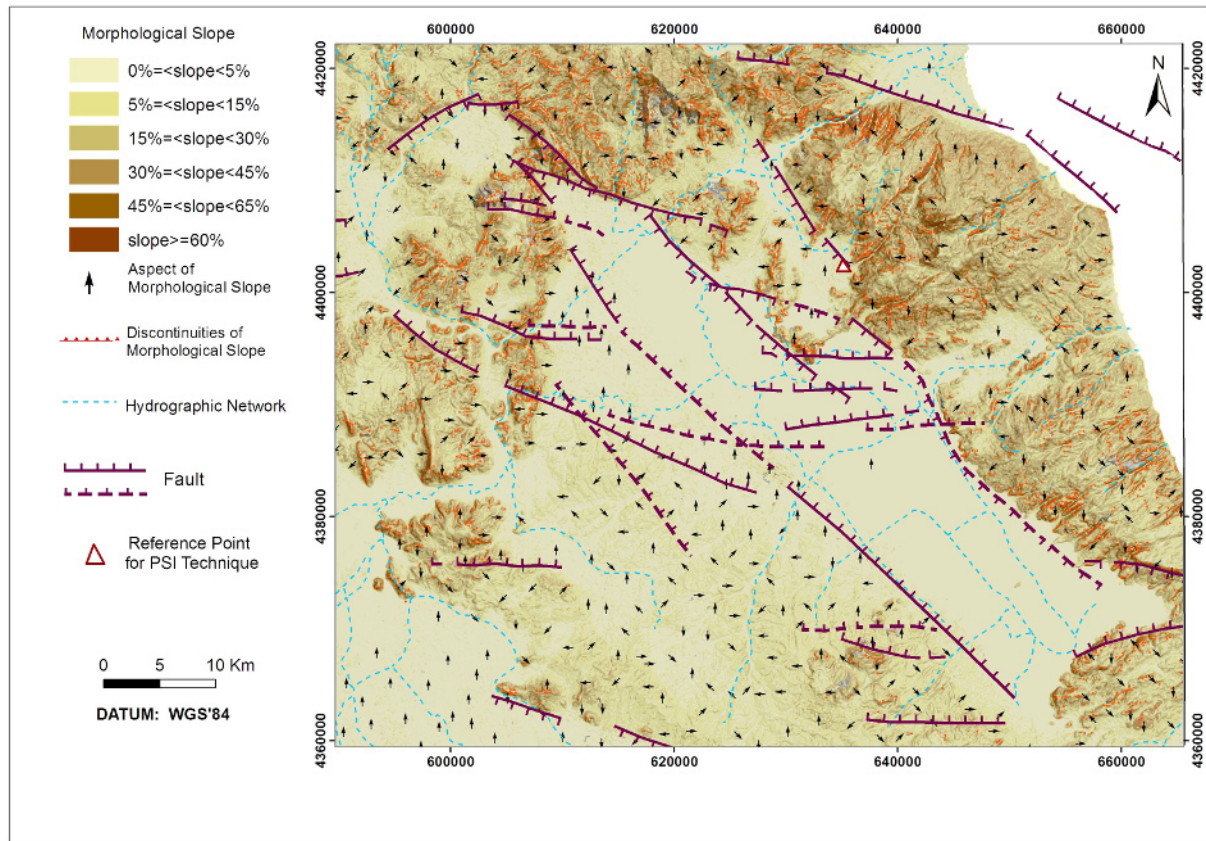 Morphological Slope
0%=<slope<5%
5%=<slope<15%
15%=<slope<30%
30%=<slope<45%
45%=<slope<65%
slope>=60%
Aspect of
Morphological Slope
Discontinuities of
Morphological Slope
Hydrographic Network
Fault
Reference Point
for PSI Technique
0 5 10 Km
DATUM: WGS'84
600000 620000 640000 660000
4420000
4400000
4380000
4360000
N
4420000
4400000
4380000
4360000
600000 620000 640000 660000